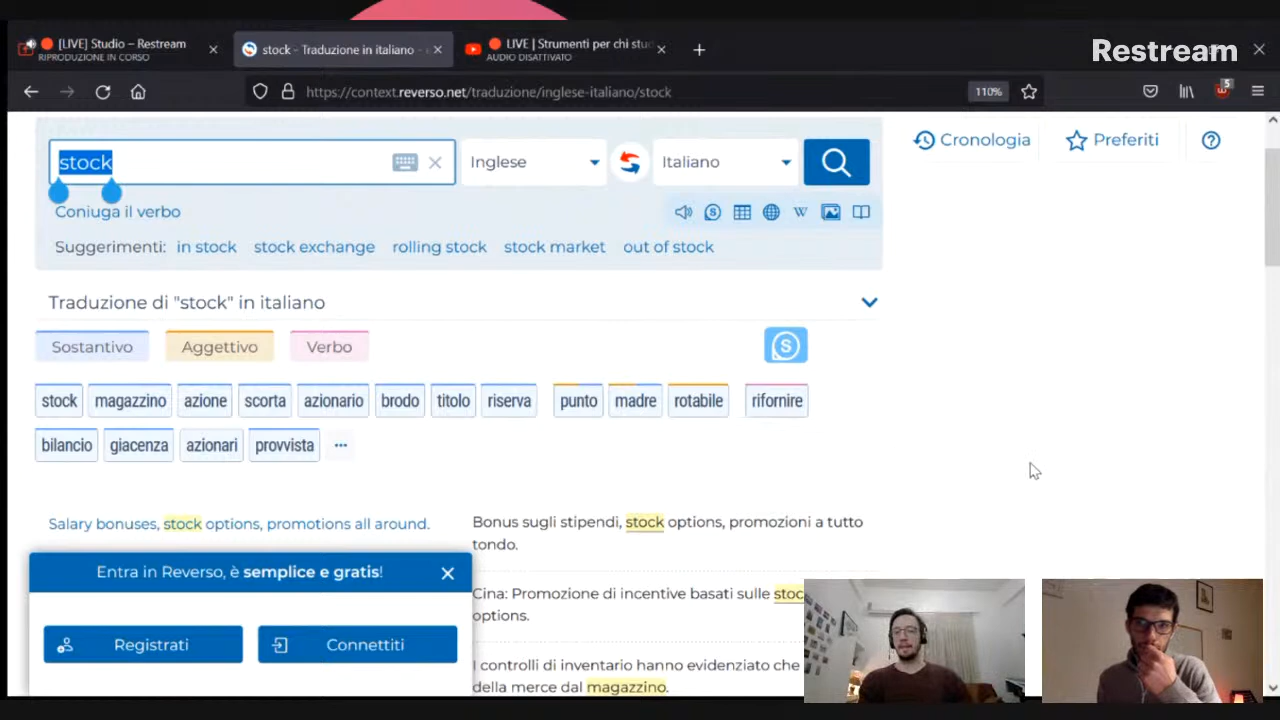 [LIVE] Studio – Restream
RIPRODUZIONE IN CORSO
stock - Traduzione in italiano -
LIVE | Strumenti per chi stud
AUDIO DISATTIVATO
Restream
https://context.reverso.net/traduzione/inglese-italiano/stock
110%
5
stock
Inglese
Italiano
Cronologia
Preferiti
Coniuga il verbo
W
Suggerimenti: in stock stock exchange rolling stock stock market out of stock
Traduzione di "stock" in italiano
Sostantivo Aggettivo Verbo
S
stock magazzino azione scorta azionario brodo titolo riserva punto madre rotabile rifornire
bilancio giacenza azionari provvista ...
Salary bonuses, stock options, promotions all around.
Bonus sugli stipendi, stock options, promozioni a tutto
tondo.
Entra in Reverso, è semplice e gratis!
Registrati
Connettiti
Cina: Promozione di incentive basati sulle stoc
options.
I controlli di inventario hanno evidenziato che
della merce dal magazzino.